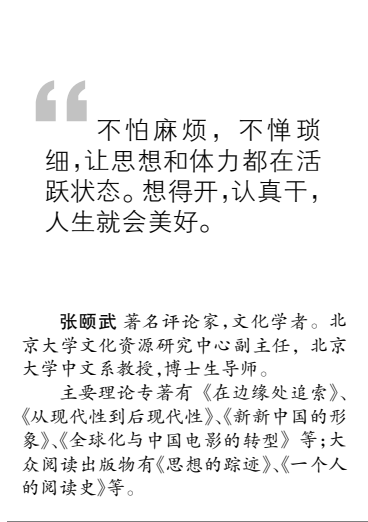 “
不怕麻烦，不惮琐
细，让思想和体力都在活
跃状态。想得开，认真干，
人生就会美好。
张颐武 著名评论家，文化学者。北
京大学文化资源研究中心副主任，北京
大学中文系教授，博士生导师。
主要理论专著有《在边缘处追索》、
《从现代性到后现代性》、《新新中国的形
象》、《全球化与中国电影的转型》等；大
众阅读出版物有《思想的踪迹》、《一个人
的阅读史》等。